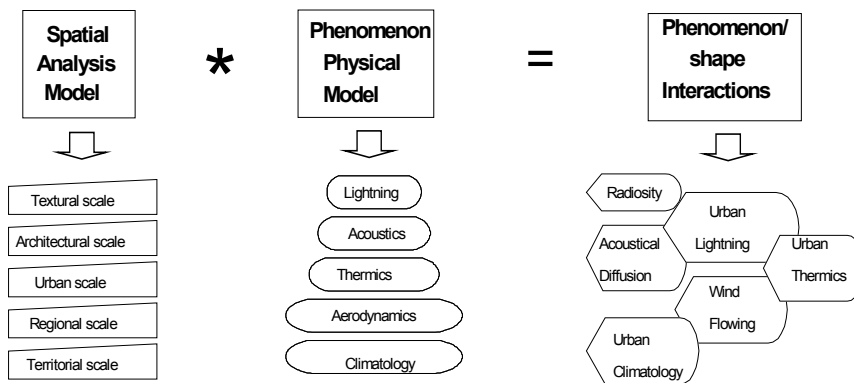 Spatial
Analysis
Model
*
Phenomenon
Physical
Model
=
Phenomenon/
shape
Interactions
Textural scale
Architectural scale
Urban scale
Regional scale
Territorial scale
Lightning
Acoustics
Thermics
Aerodynamics
Climatology
Radiosity
Urban
Lightning
Acoustical
Diffusion
Urban
Thermics
Wind
Flowing
Urban
Climatology